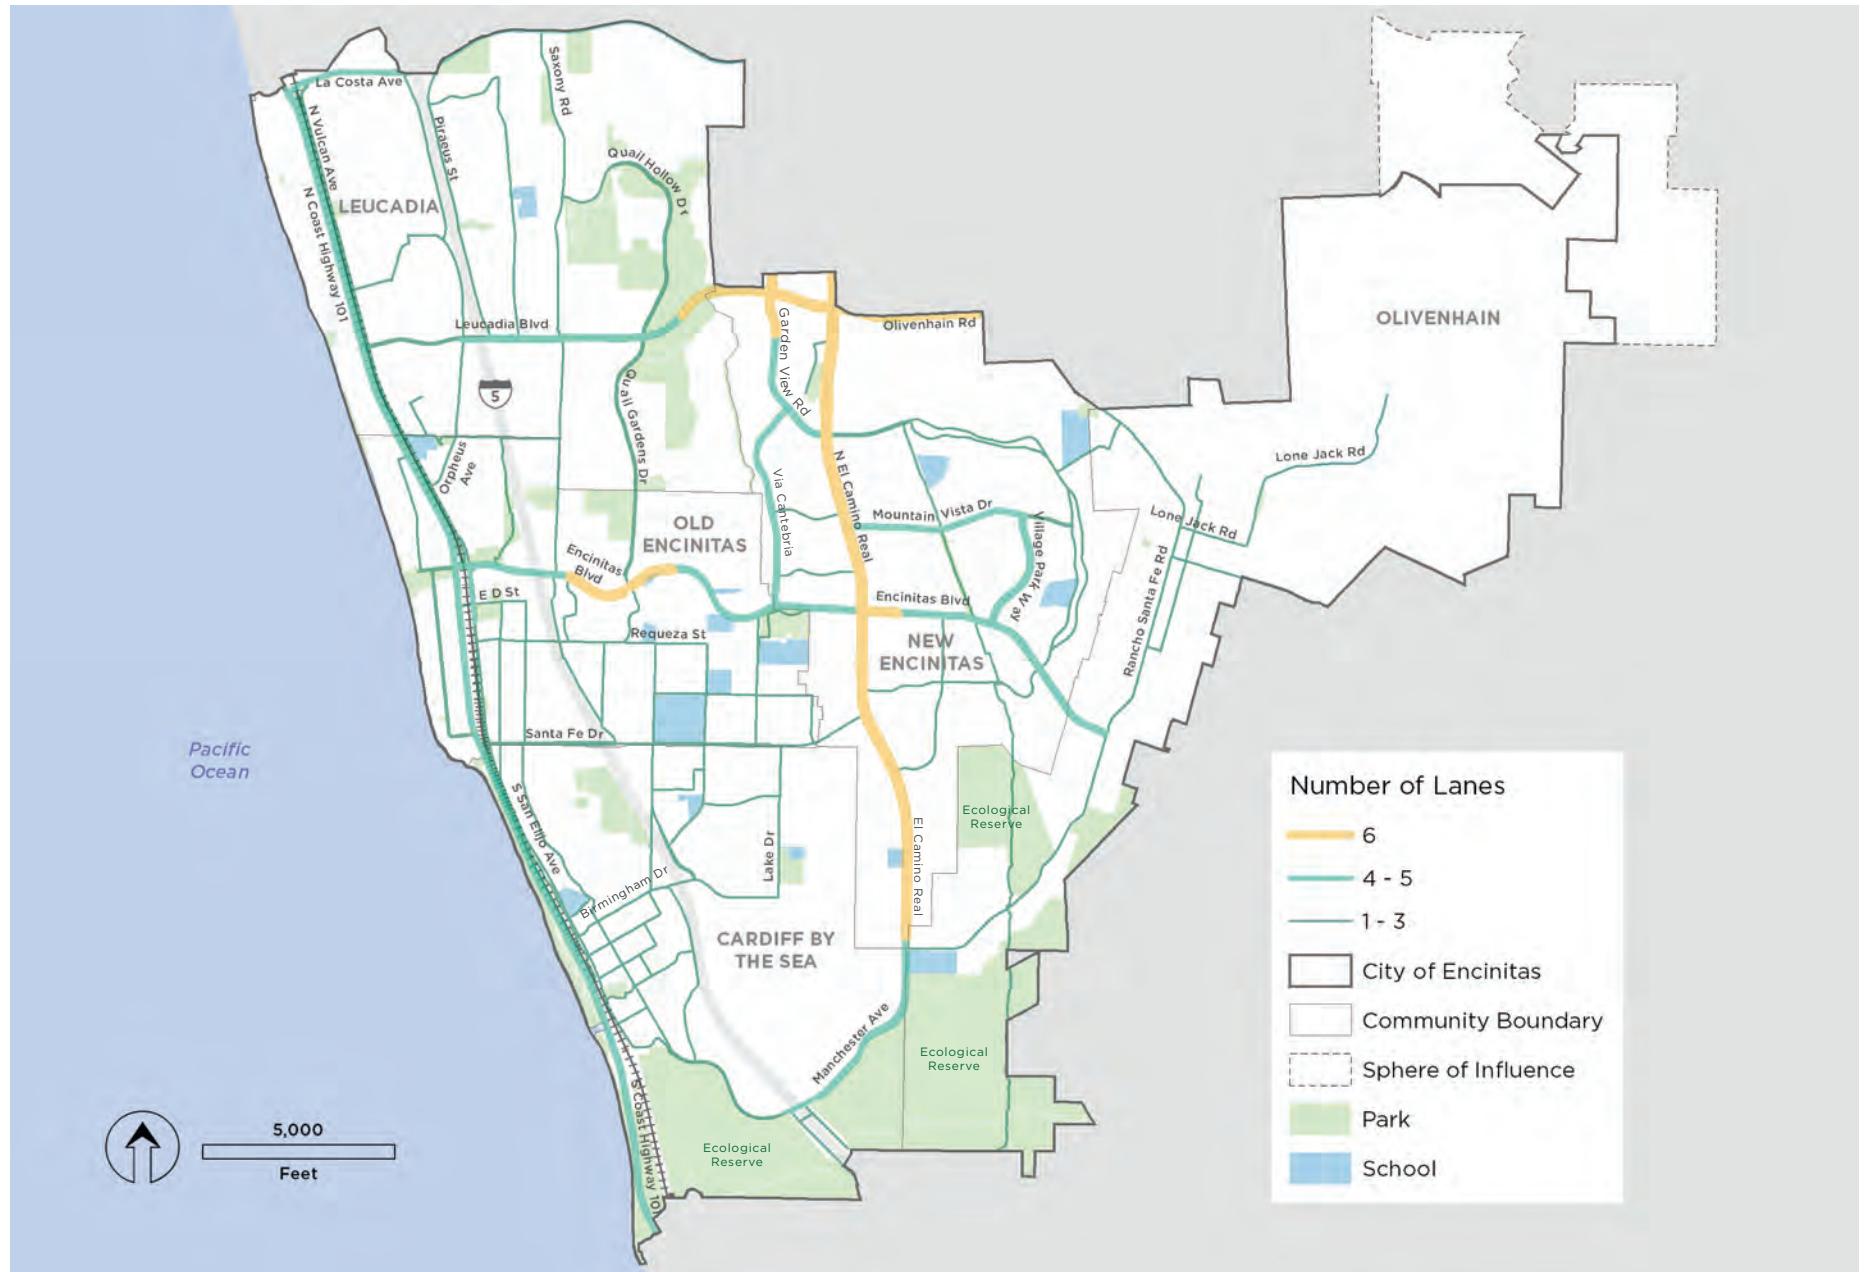 La Costa Ave
Saxony Rd
N Vulcan Ave
Piraeus St
Quail Hollow Dr
N Coast Highway 101
LEUCADIA
Leucadia Blvd
Garden View Rd
Olivenhain Rd
OLIVENHAIN
5
Quail Gardens Dr
Orpheus
Ave
Via Cantebria
N El Camino Real
Mountain Vista Dr
Village Park Way
Lone Jack Rd
Lone Jack Rd
Rancho Santa Fe Rd
OLD
ENCINITAS
Encinitas
Blvd
Encinitas Blvd
E D St
Requeza St
NEW
ENCINITAS
Santa Fe Dr
Pacific
Ocean
S San Elijo Ave
Lake Dr
El Camino Real
Ecological
Reserve
Birmingham Dr
CARDIFF BY
THE SEA
Manchester Ave
Ecological
Reserve
Ecological
Reserve
S Coast Highway 101
5,000
Feet
Number of Lanes
6
4 - 5
1 - 3
City of Encinitas
Community Boundary
Sphere of Influence
Park
School